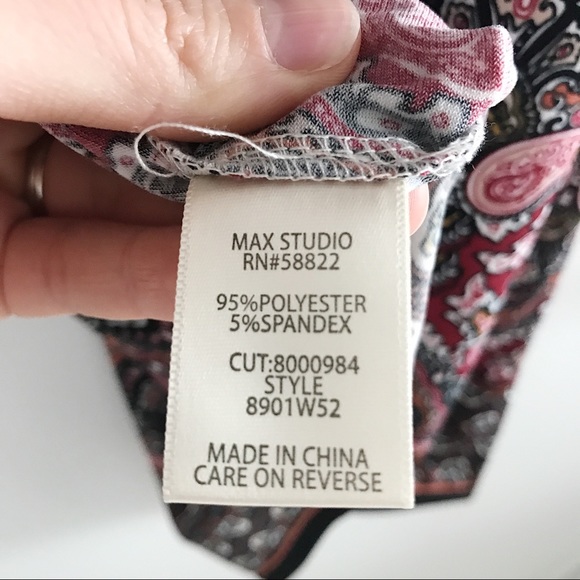 MAX STUDIO
RN#58822
95%POLYESTER
5%SPANDEX
CUT:8000984
STYLE
8901W52
MADE IN CHINA
CARE ON REVERSE